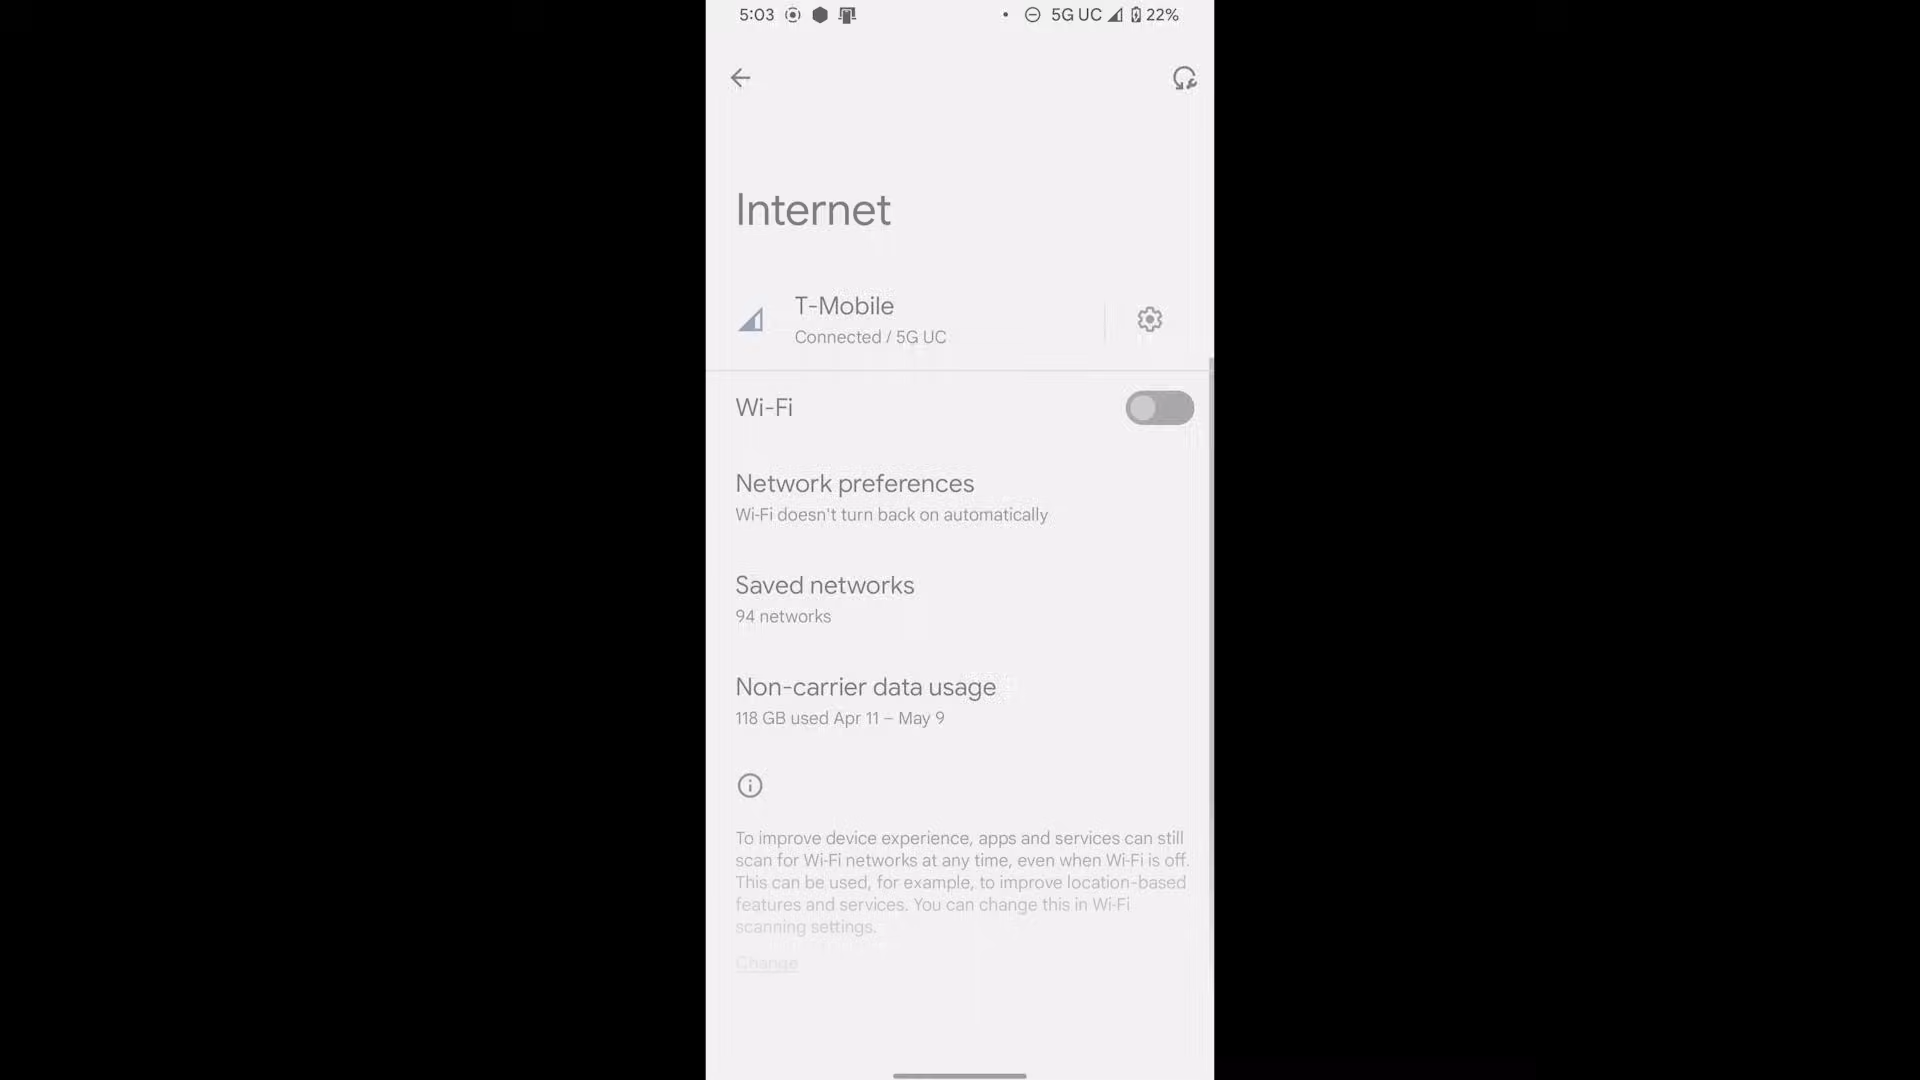 5:03 5G UC 22%
Internet
T-Mobile
Connected / 5G UC
Wi-Fi
Network preferences
Wi-Fi doesn't turn back on automatically
Saved networks
94 networks
Non-carrier data usage
118 GB used Apr 11 – May 9
To improve device experience, apps and services can still
scan for Wi-Fi networks at any time, even when Wi-Fi is off.
This can be used, for example, to improve location-based
features and services. You can change this in Wi-Fi
scanning settings.
Change